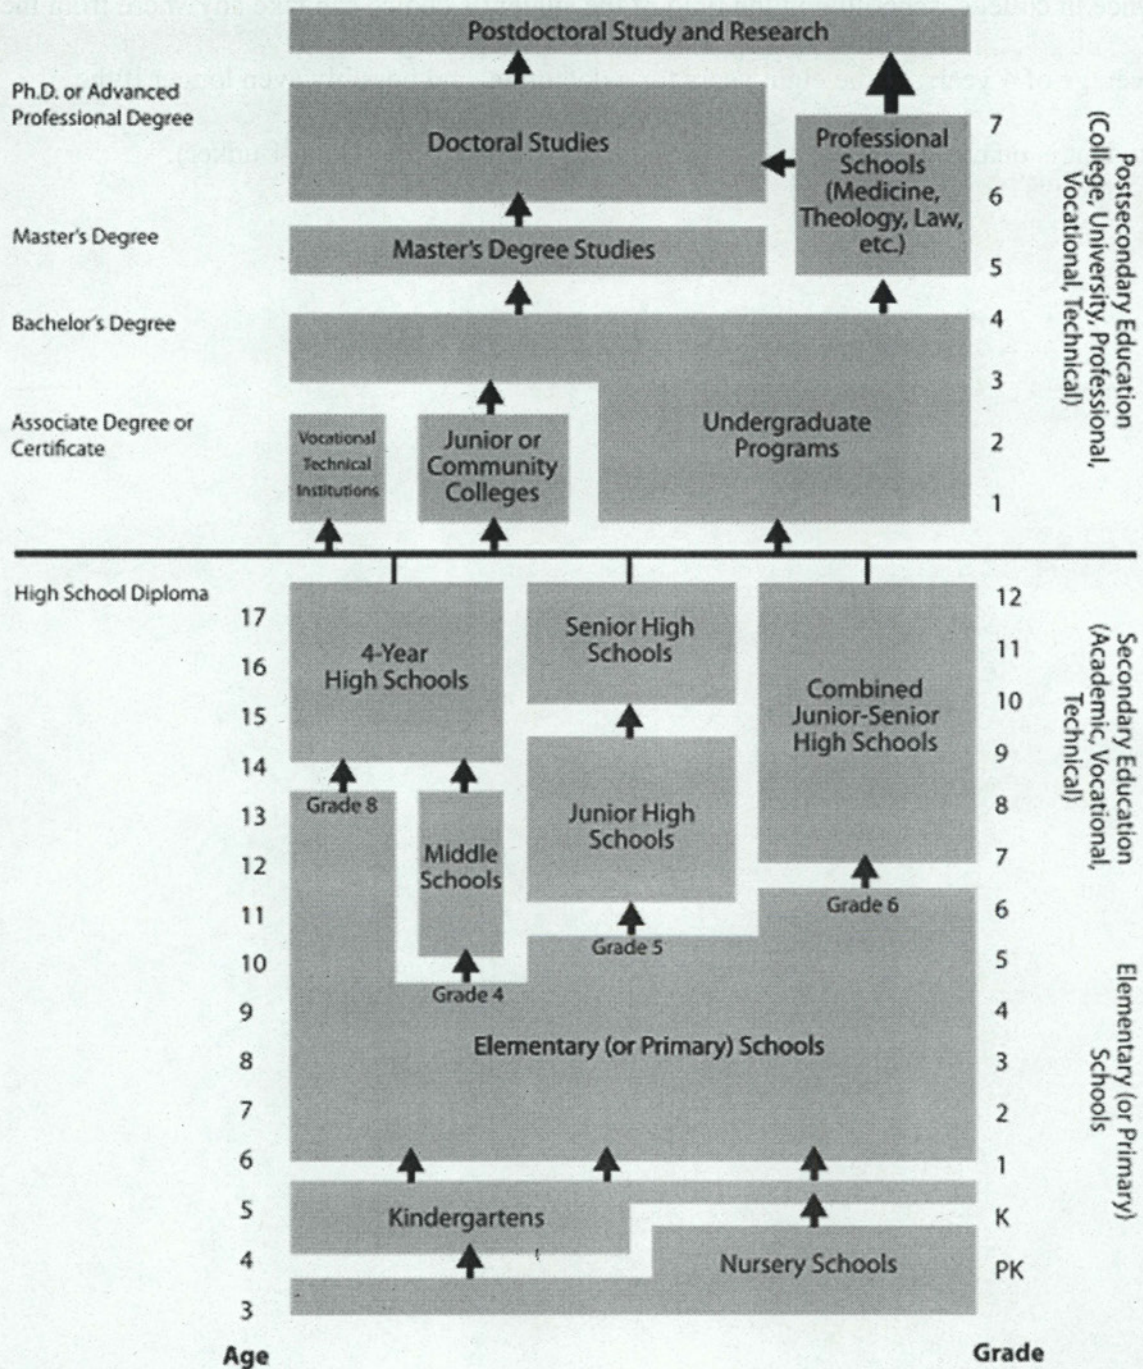 Postdoctoral Study and Research
Ph.D. or Advanced
Professional Degree
Doctoral Studies
Professional
Schools
(Medicine,
Theology, Law,
etc.)
7
6
5
Master's Degree
Master's Degree Studies
Bachelor's Degree
4
3
2
1
Associate Degree or
Certificate
Vocational
Technical
Institutions
Junior or
Community
Colleges
Undergraduate
Programs
Postsecondary Education
(College, University, Professional,
Vocational, Technical)
High School Diploma
17
16
15
14
13
12
11
10
9
8
7
6
5
4
3
Age
4-Year
High Schools
Senior High
Schools
Combined
Junior-Senior
High Schools
Grade 8
Middle
Schools
Junior High
Schools
Grade 6
Grade 5
Grade 4
Elementary (or Primary) Schools
Kindergartens
Nursery Schools
12
11
10
9
8
7
6
5
4
3
2
1
K
PK
Grade
Secondary Education
(Academic, Vocational,
Technical)
Elementary (or Primary)
Schools